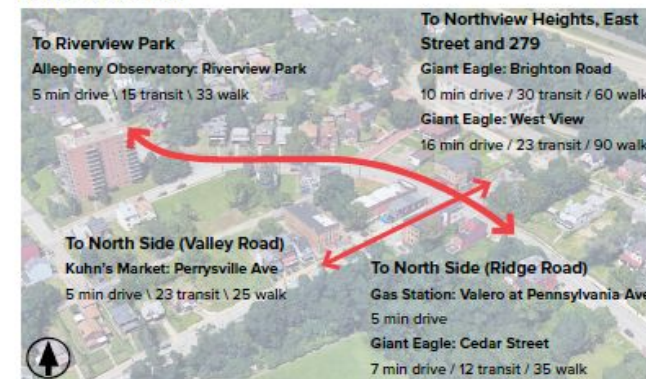 To Riverview Park
Allegheny Observatory: Riverview Park
5 min drive \ 15 transit \ 33 walk
To Northview Heights, East
Street and 279
Giant Eagle: Brighton Road
10 min drive / 30 transit / 60 walk
Giant Eagle: West View
16 min drive / 23 transit / 90 walk
To North Side (Valley Road)
Kuhn's Market: Perrysville Ave
5 min drive \ 23 transit \ 25 walk
To North Side (Ridge Road)
Gas Station: Valero at Pennsylvania Ave
5 min drive
Giant Eagle: Cedar Street
7 min drive / 12 transit / 35 walk